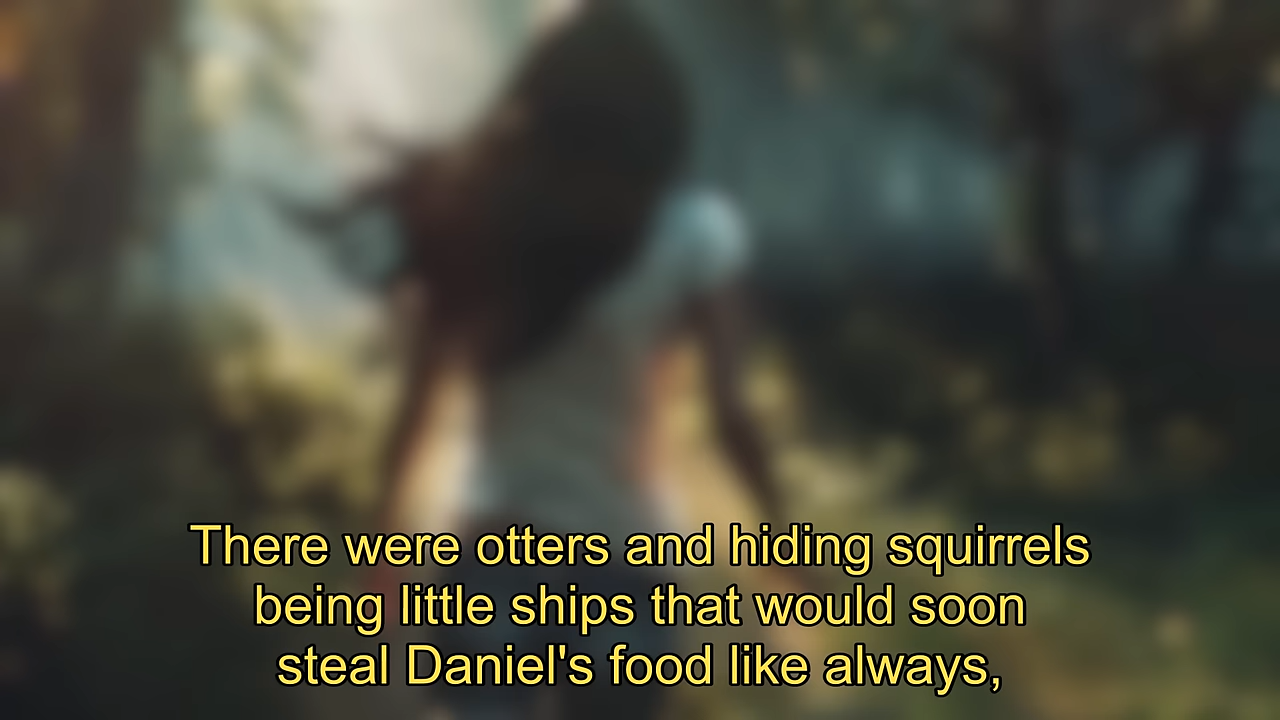 There were otters and hiding squirrels
being little ships that would soon
steal Daniel's food like always,